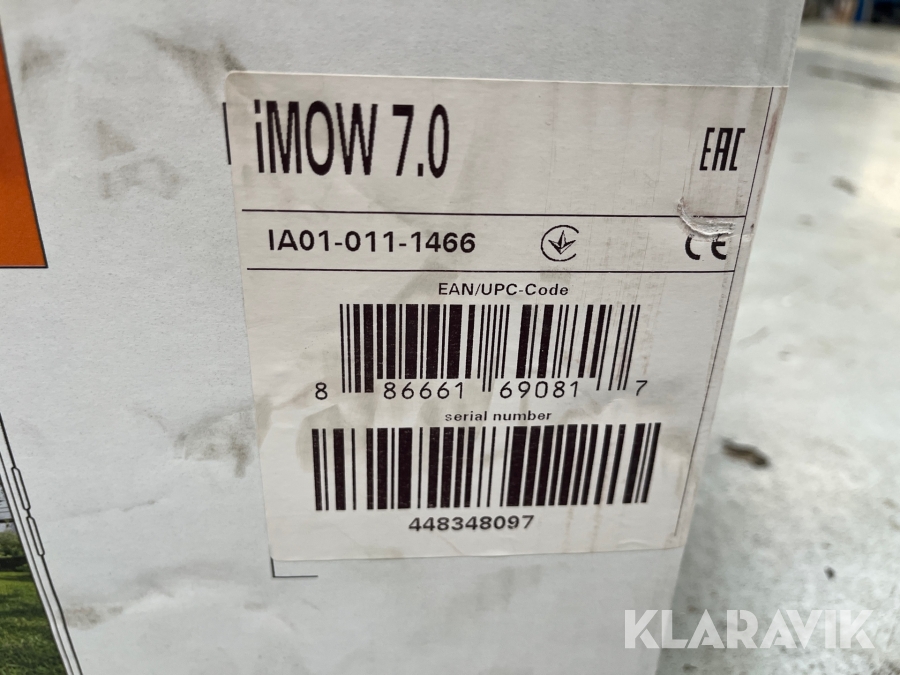 iMOW 7.0
EAC
IA01-011-1466
CE
EAN/UPC-Code
8 86661 69081 7
serial number
448348097
KLARAVIK